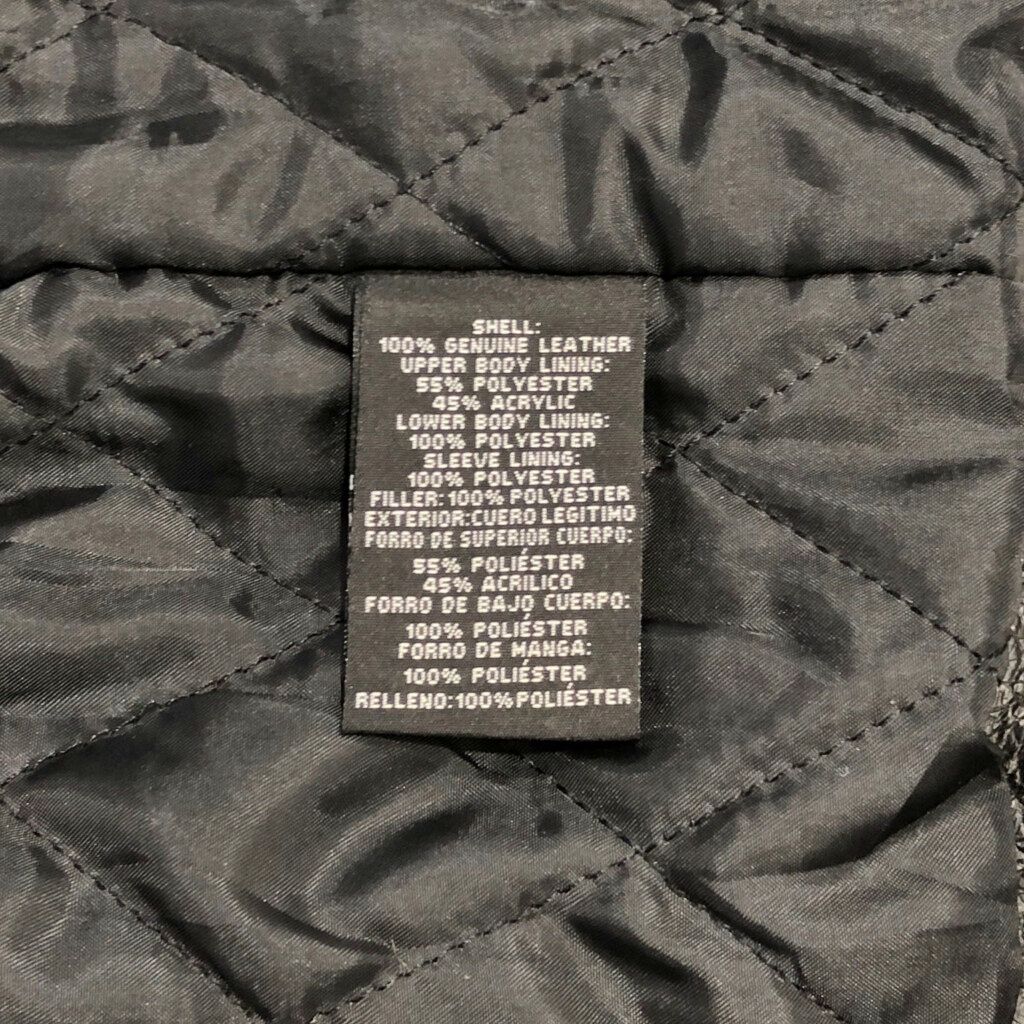 SHELL:
100% GENUINE LEATHER
UPPER BODY LINING:
55% POLYESTER
45% ACRYLIC
LOWER BODY LINING:
100% POLYESTER
SLEEVE LINING:
100% POLYESTER
FILLER: 100% POLYESTER
EXTERIOR:CUERO LEGITIMO
FORRO DE SUPERIOR CUERPO:
55% POLIÉSTER
45% ACRILICO
FORRO DE BAJO CUERPO:
100% POLIÉSTER
FORRO DE MANGA:
100% POLIÉSTER
RELLENO:100%POLIÉSTER